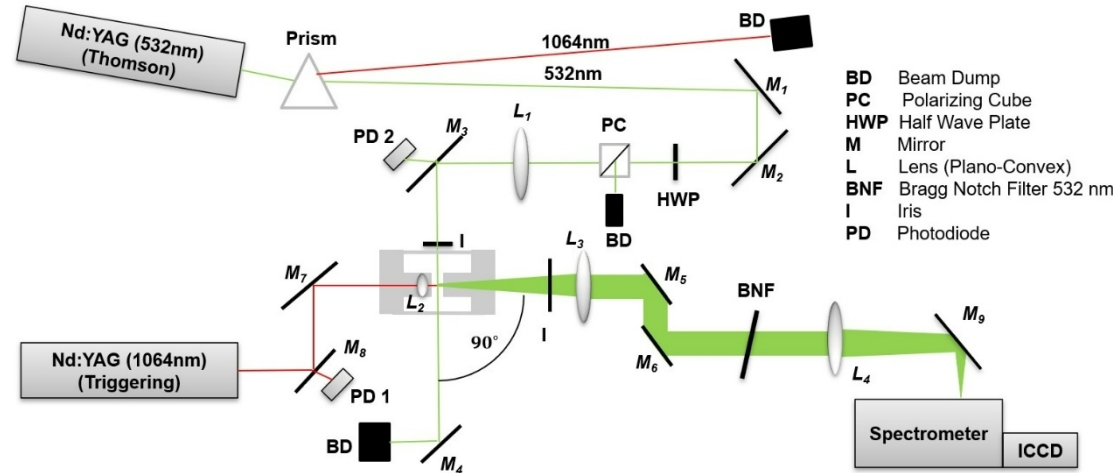 Nd:YAG (532nm)
(Thomson)
Prism
1064nm
532nm
BD
M1
BD Beam Dump
PC Polarizing Cube
HWP Half Wave Plate
M Mirror
L Lens (Plano-Convex)
BNF Bragg Notch Filter 532 nm
I Iris
PD Photodiode
PD 2
M3
L1
PC
HWP
M2
BD
I
L3
M5
BNF
M9
M7
L2
I
M6
L4
90°
Nd:YAG (1064nm)
(Triggering)
M8
PD 1
BD
M4
Spectrometer
ICCD